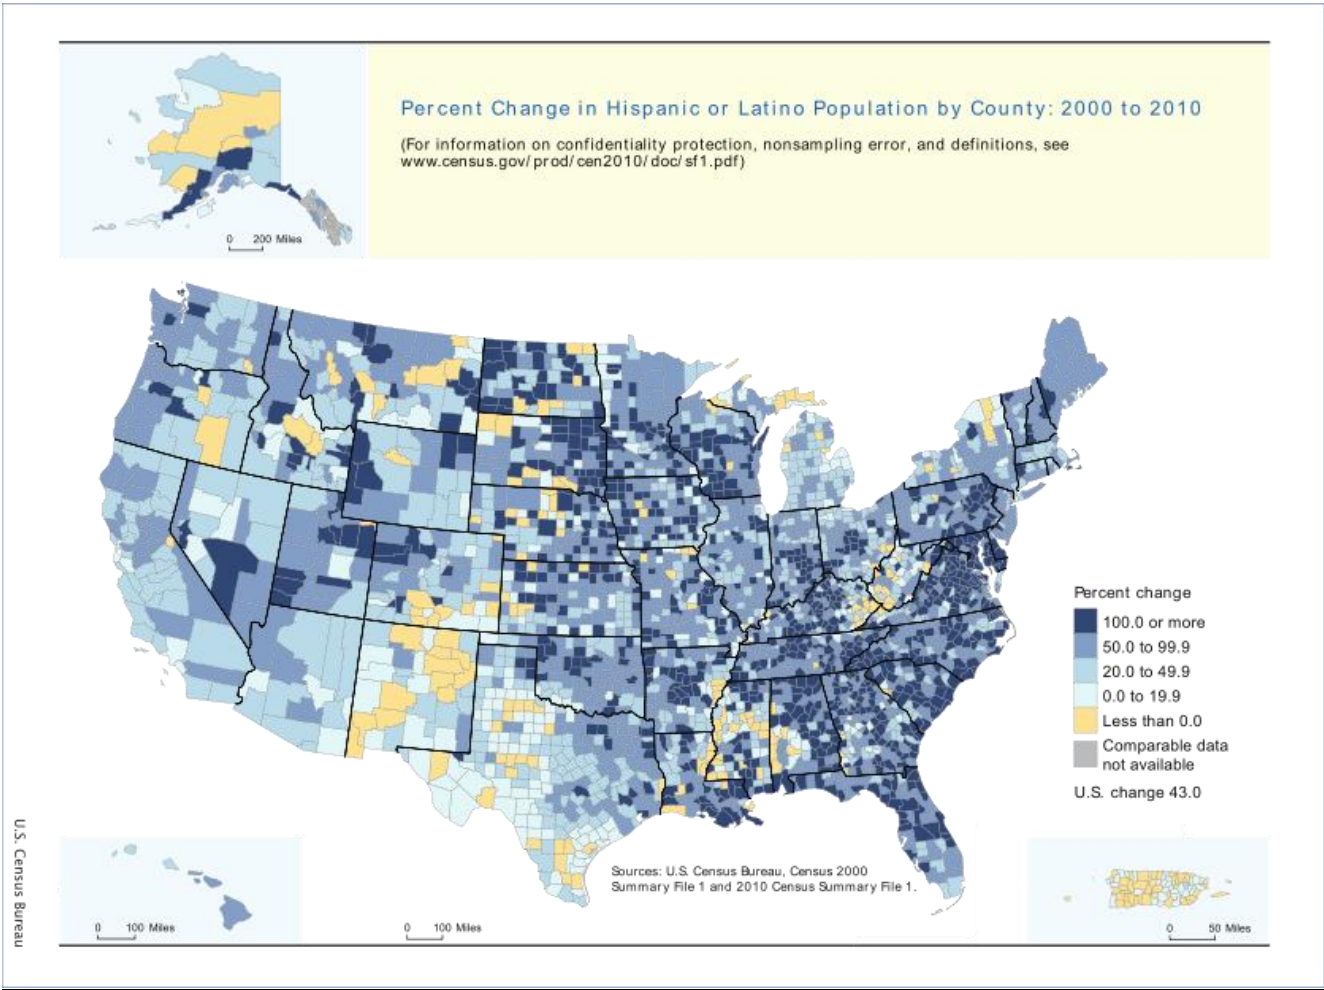 Percent Change in Hispanic or Latino Population by County: 2000 to 2010
(For information on confidentiality protection, nonsampling error, and definitions, see
www.census.gov/prod/cen2010/doc/sf1.pdf)
0 200 Miles
Percent change
100.0 or more
50.0 to 99.9
20.0 to 49.9
0.0 to 19.9
Less than 0.0
Comparable data
not available
U.S. change 43.0
U.S. Census Bureau
Sources: U.S. Census Bureau, Census 2000
Summary File 1 and 2010 Census Summary File 1.
0 100 Miles
0 100 Miles
0 50 Miles